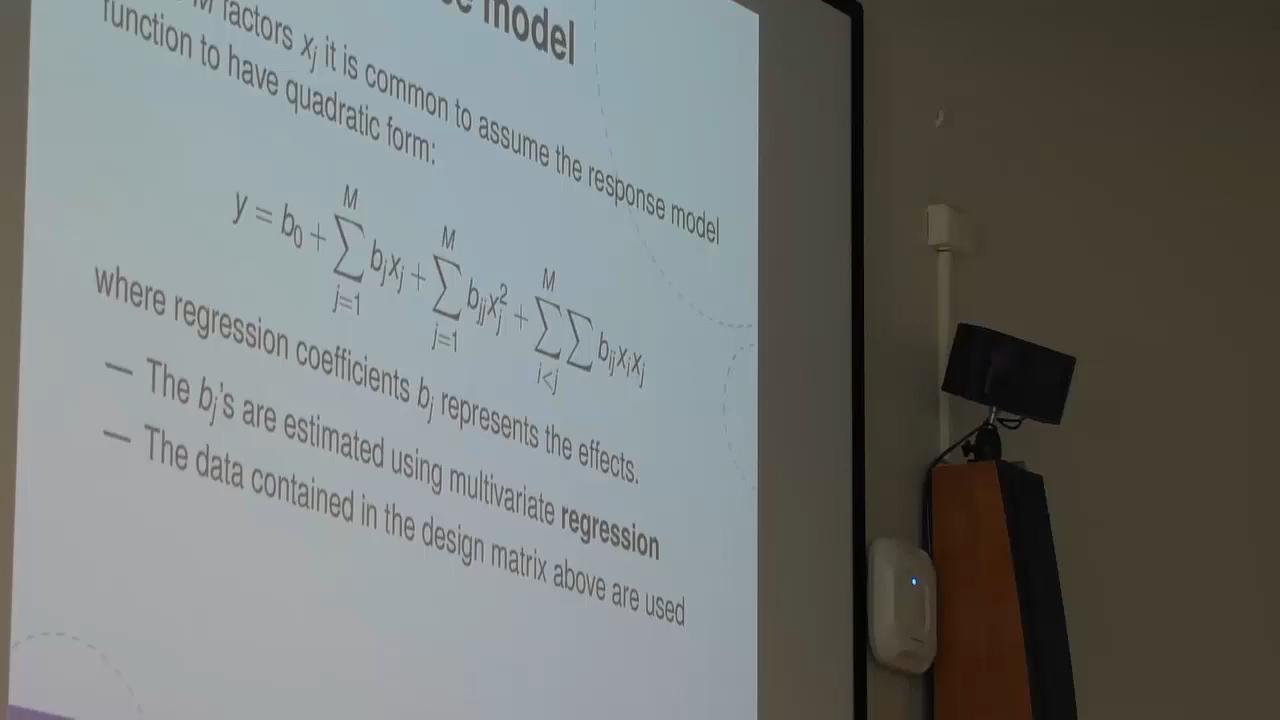 model
M factors xⱼ it is common to assume the response model
function to have quadratic form:
y = b₀ + ∑_{j=1}^{M} bⱼxⱼ + ∑_{j=1}^{M} bⱼⱼxⱼ² + ∑∑_{i<j}^{M} bᵢⱼxᵢxⱼ
where regression coefficients bⱼ represents the effects.
— The bⱼ's are estimated using multivariate regression
— The data contained in the design matrix above are used